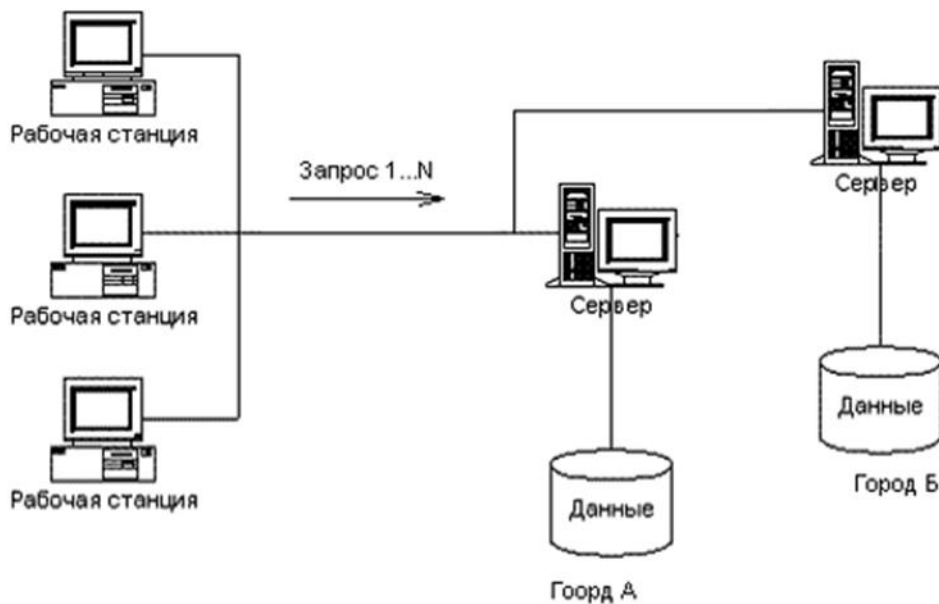 Рабочая станция
Запрос 1...N
Сервер
Рабочая станция
Сервер
Данные
Рабочая станция
Город Б
Данные
Гоорд А